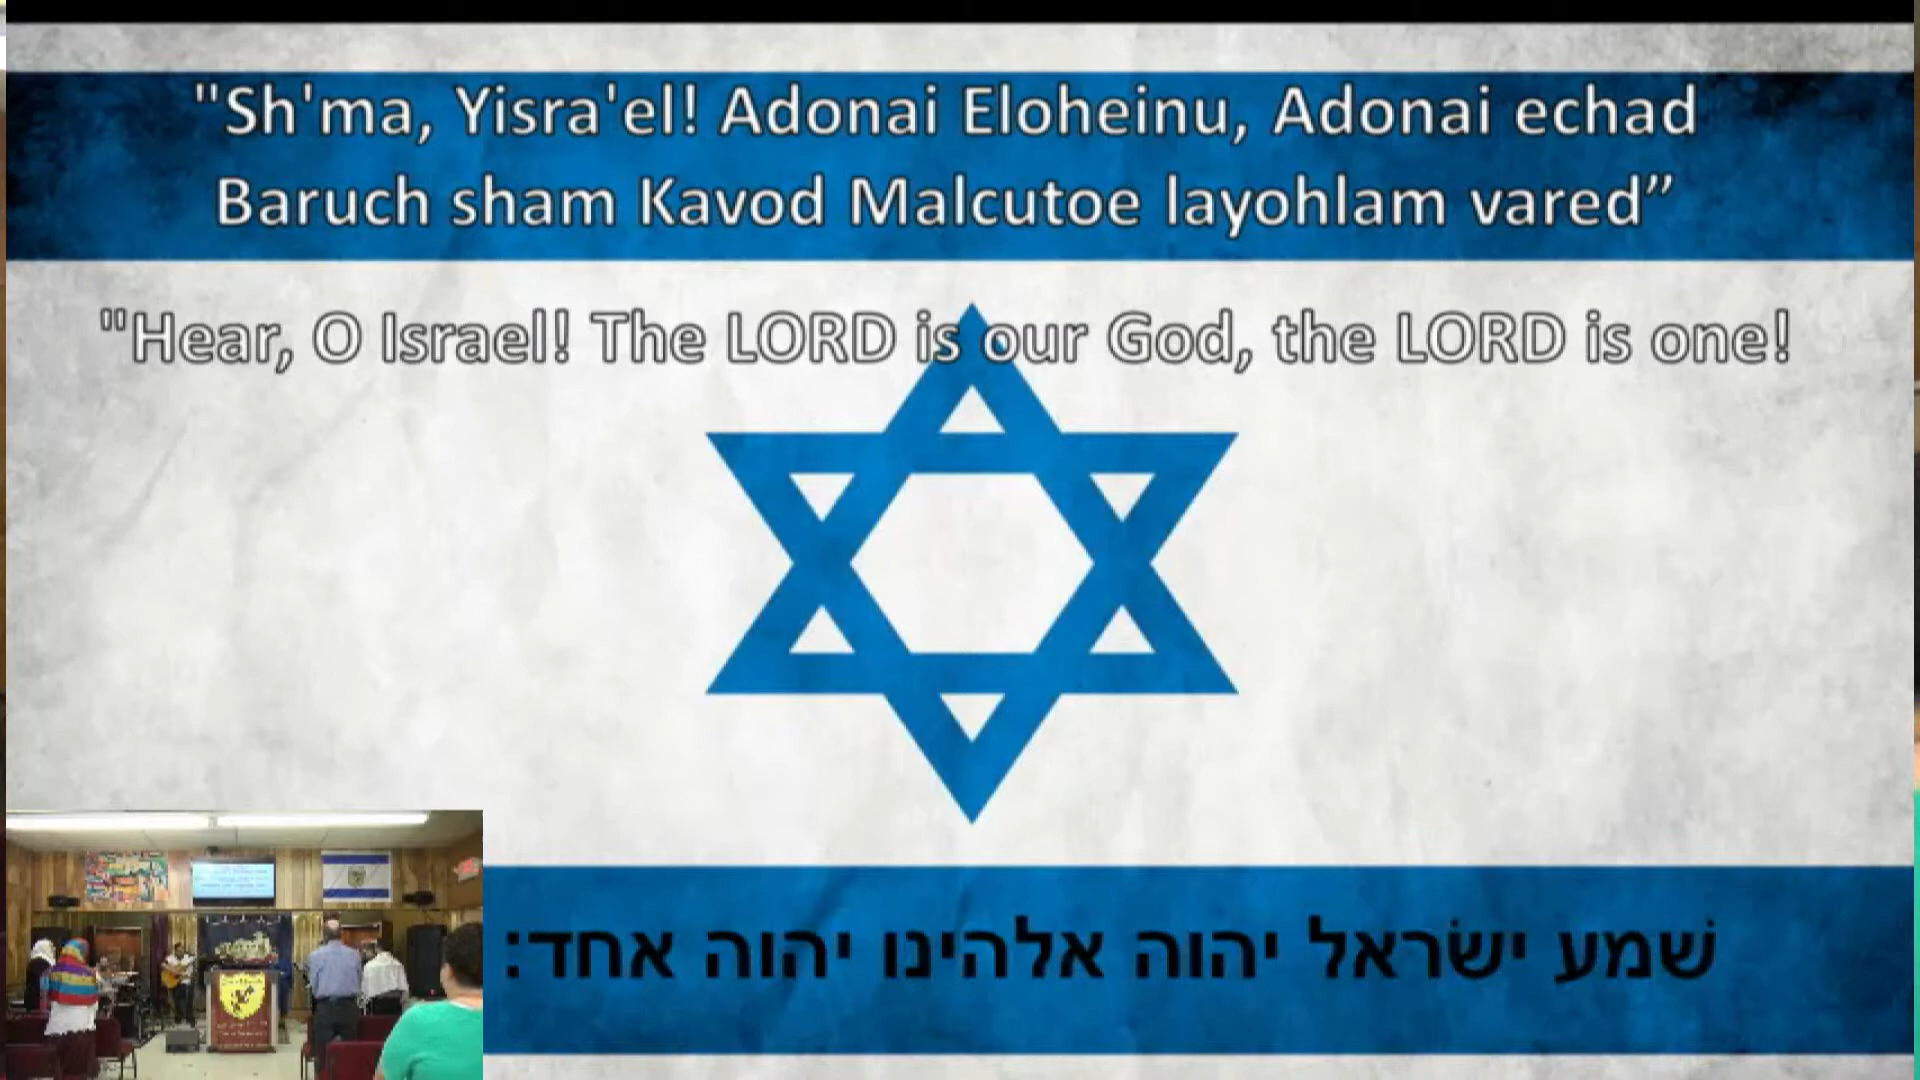 "Sh'ma, Yisra'el! Adonai Eloheinu, Adonai echad
Baruch sham Kavod Malcutoe layohlam vared”
"Hear, O Israel! The LORD is our God, the LORD is one!
שׁמע ישׂראל יהוה אלהינו יהוה אחד: